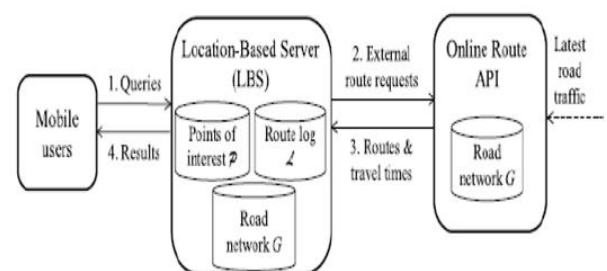 Mobile
users
1. Queries
4. Results
Location-Based Server
(LBS)
Points of
interest 𝒫
Route log
ℒ
Road
network G
2. External
route requests
3. Routes &
travel times
Online Route
API
Road
network G
Latest
road
traffic